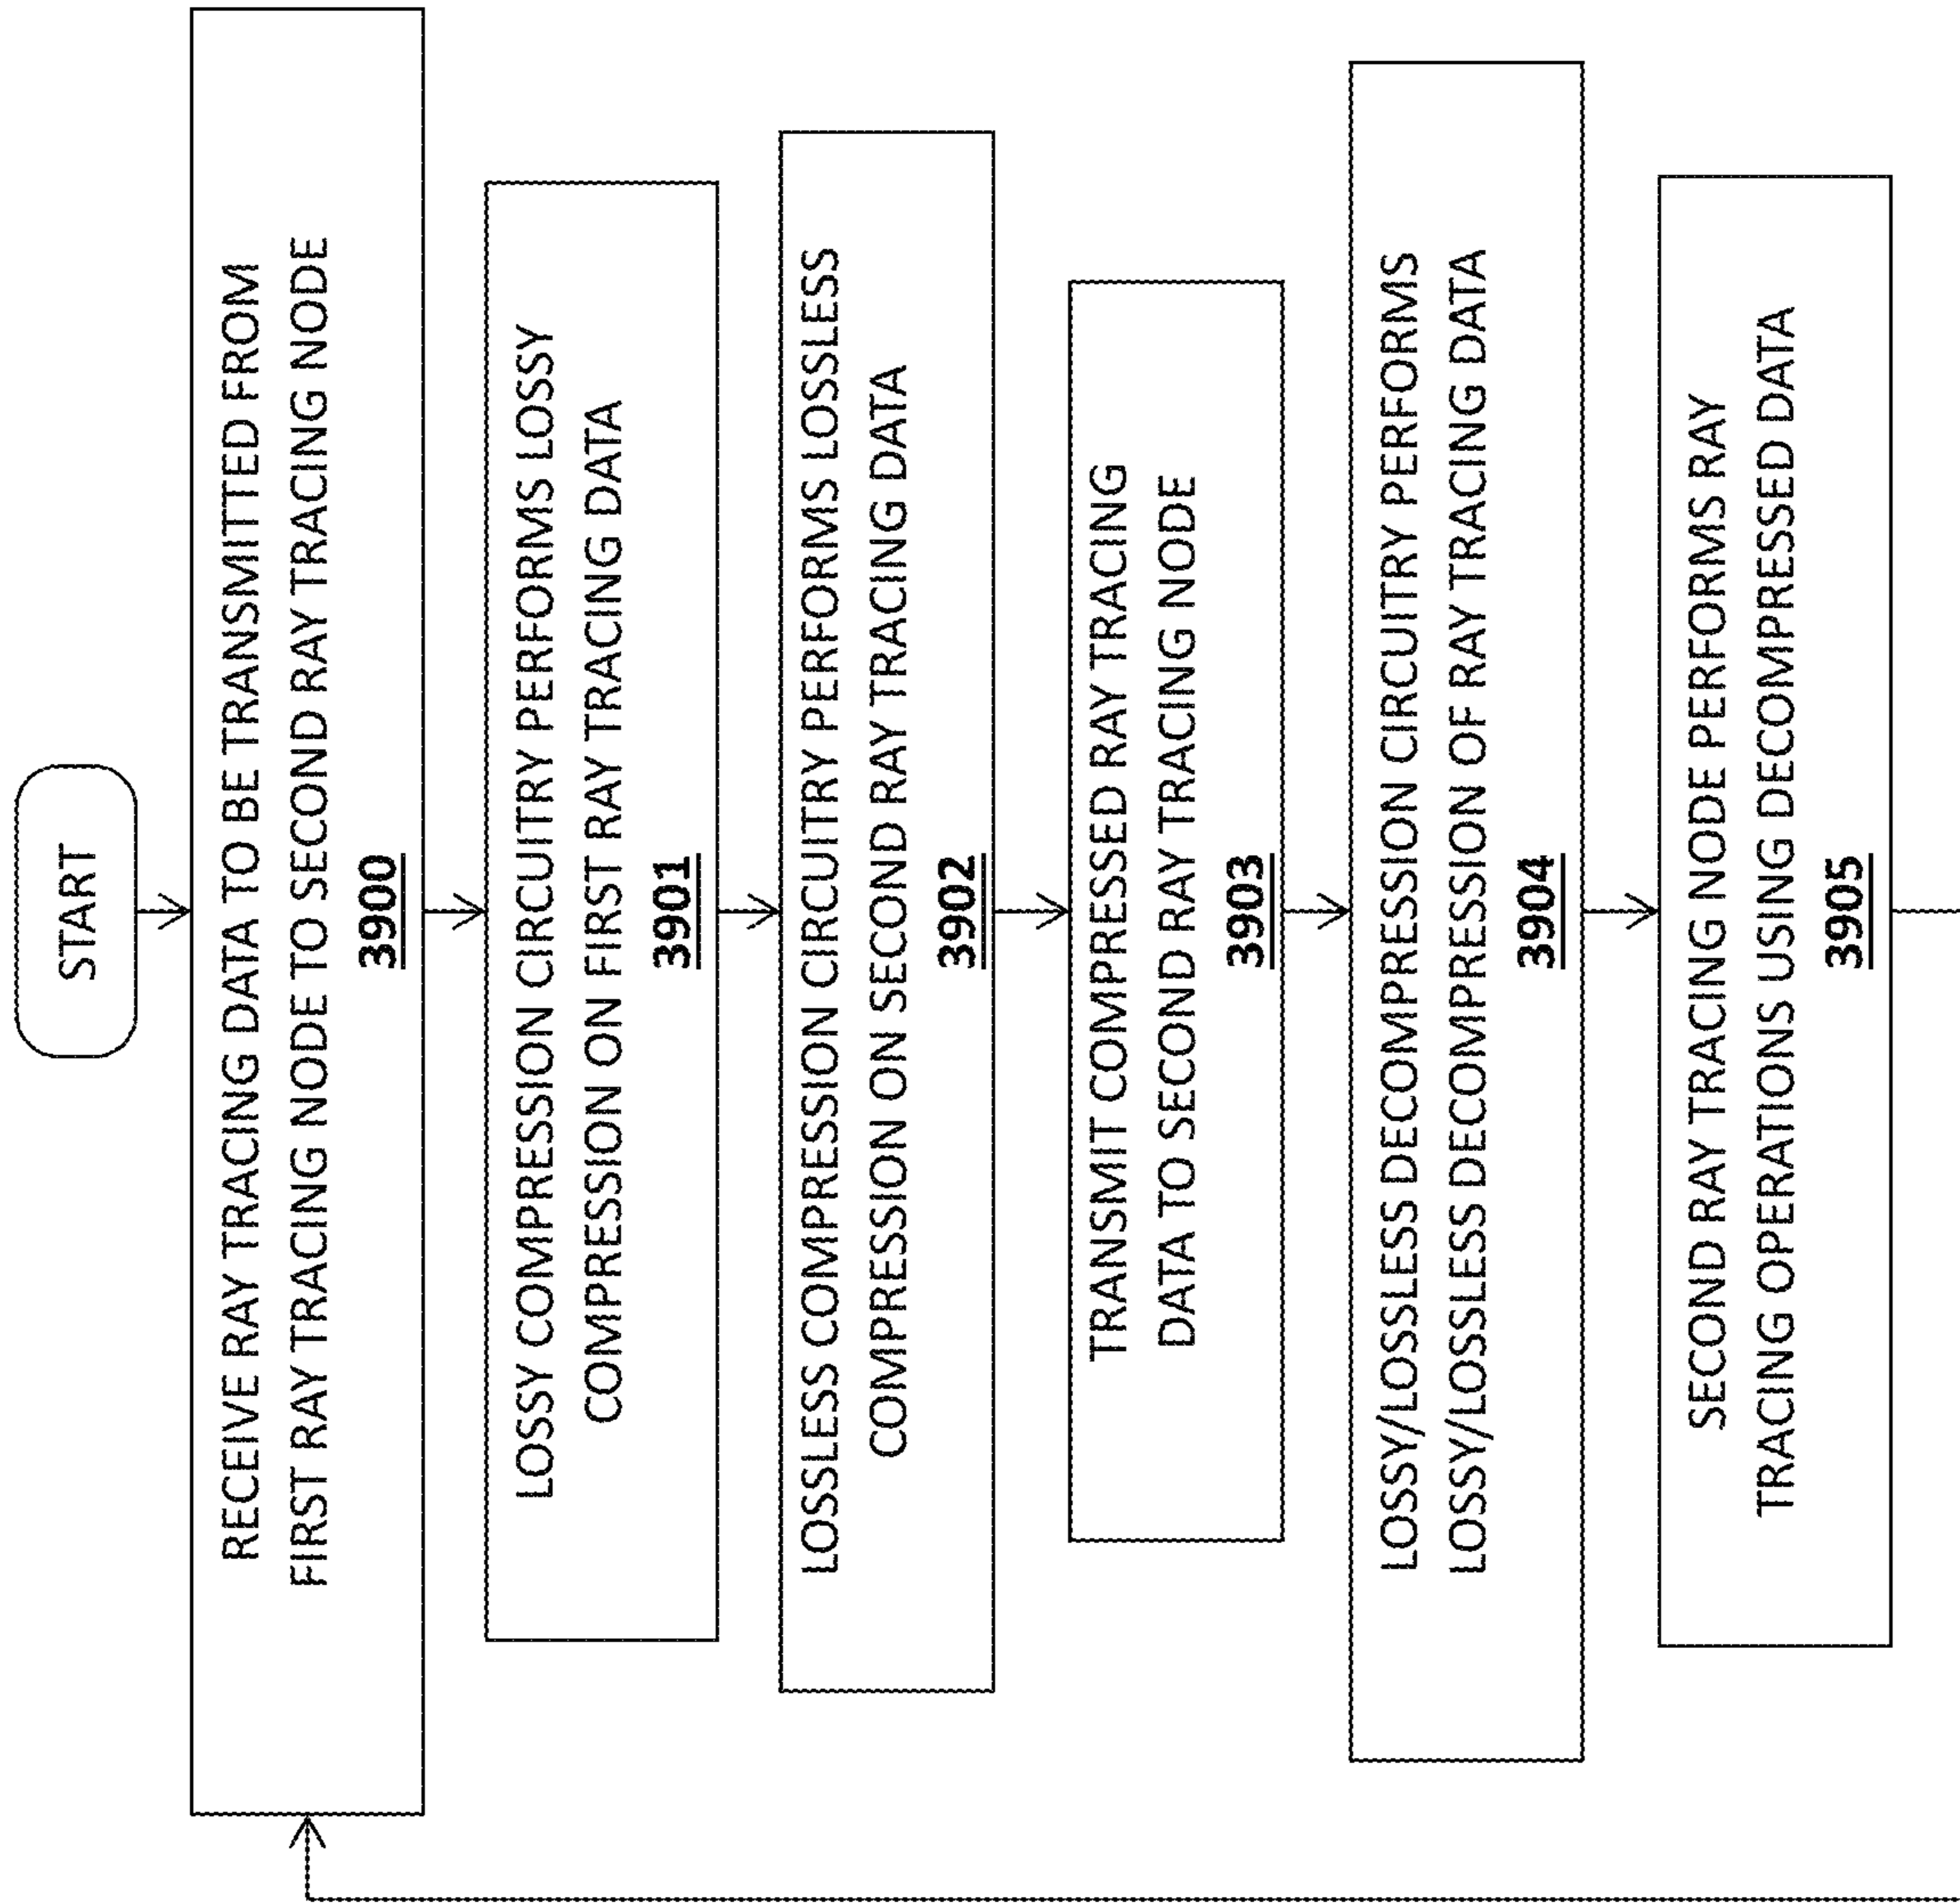 START
RECEIVE RAY TRACING DATA TO BE TRANSMITTED FROM
FIRST RAY TRACING NODE TO SECOND RAY TRACING NODE
3900
LOSSY COMPRESSION CIRCUITRY PERFORMS LOSSY
COMPRESSION ON FIRST RAY TRACING DATA
3901
LOSSLESS COMPRESSION CIRCUITRY PERFORMS LOSSLESS
COMPRESSION ON SECOND RAY TRACING DATA
3902
TRANSMIT COMPRESSED RAY TRACING
DATA TO SECOND RAY TRACING NODE
3903
LOSSY/LOSSLESS DECOMPRESSION CIRCUITRY PERFORMS
LOSSY/LOSSLESS DECOMPRESSION OF RAY TRACING DATA
3904
SECOND RAY TRACING NODE PERFORMS RAY
TRACING OPERATIONS USING DECOMPRESSED DATA
3905